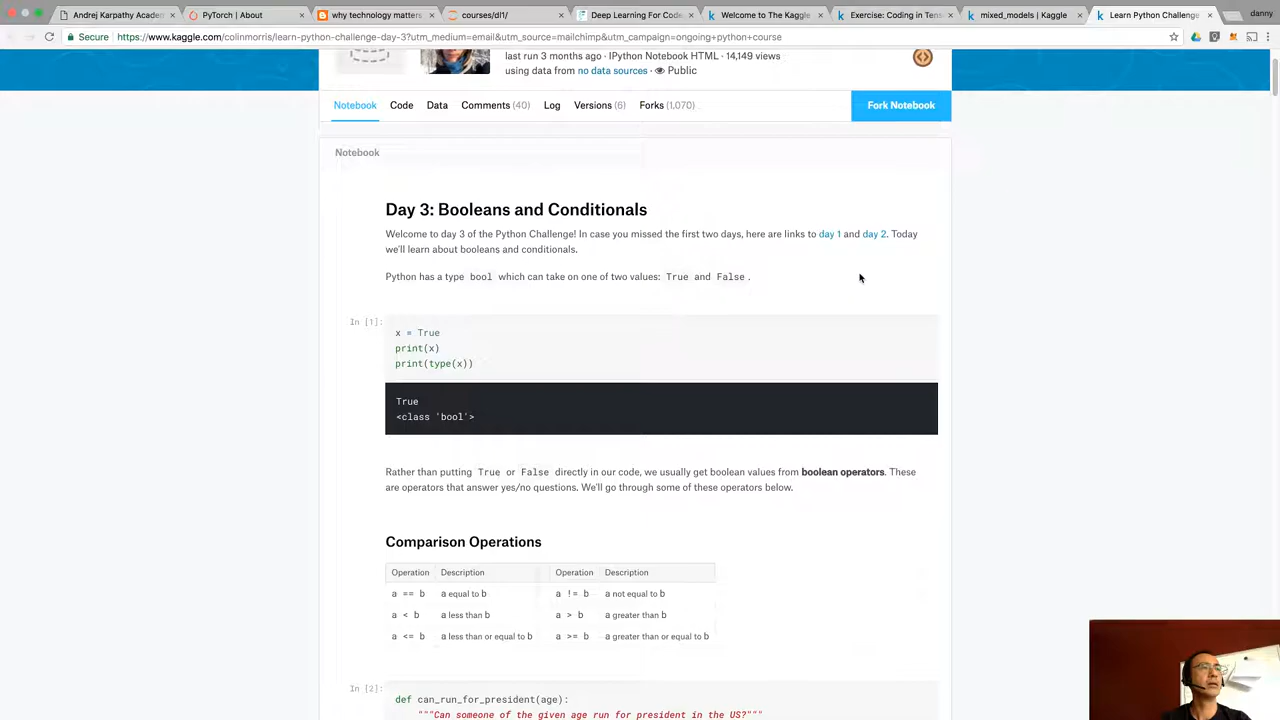 Andrej Karpathy Academ
PyTorch | About
why technology matters
courses/dl1/
Deep Learning For Code
Welcome to The Kaggle
Exercise: Coding in Tens
mixed_models | Kaggle
Learn Python Challenge
danny
Secure
https://www.kaggle.com/colinmorris/learn-python-challenge-day-3?utm_medium=email&utm_source=mailchimp&utm_campaign=ongoing+python+course
last run 3 months ago · IPython Notebook HTML · 14,149 views
using data from no data sources · Public
Notebook Code Data Comments (40) Log Versions (6) Forks (1,070)
Fork Notebook
Notebook
Day 3: Booleans and Conditionals
Welcome to day 3 of the Python Challenge! In case you missed the first two days, here are links to day 1 and day 2. Today
we'll learn about booleans and conditionals.
Python has a type bool which can take on one of two values: True and False.
In [1]:
x = True
print(x)
print(type(x))
True
<class 'bool'>
Rather than putting True or False directly in our code, we usually get boolean values from boolean operators. These
are operators that answer yes/no questions. We'll go through some of these operators below.
Comparison Operations
Operation Description Operation Description
a == b a equal to b a != b a not equal to b
a < b a less than b a > b a greater than b
a <= b a less than or equal to b a >= b a greater than or equal to b
In [2]:
def can_run_for_president(age):
"""Can someone of the given age run for president in the US?"""